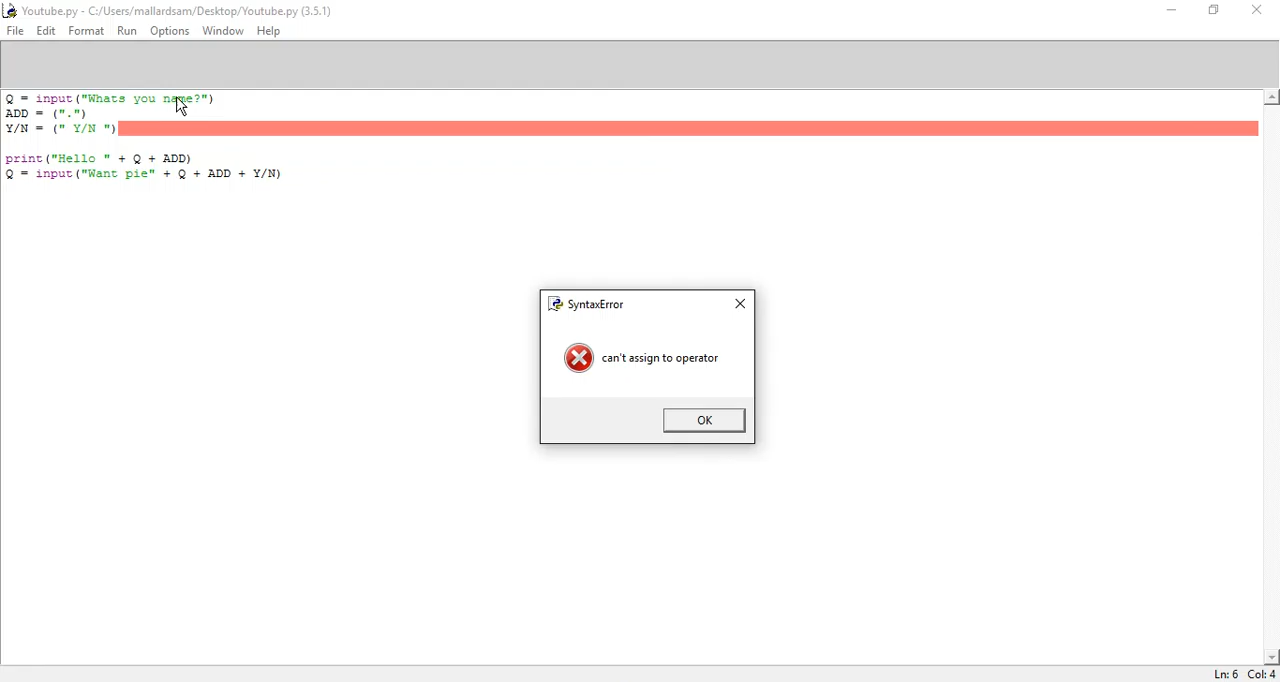 Youtube.py - C:/Users/mallardsam/Desktop/Youtube.py (3.5.1)
File Edit Format Run Options Window Help
Q = input("Whats you name?")
ADD = (".")
Y/N = (" Y/N ")
print("Hello " + Q + ADD)
Q = input("Want pie" + Q + ADD + Y/N)
SyntaxError
can't assign to operator
OK
Ln: 6 Col: 4